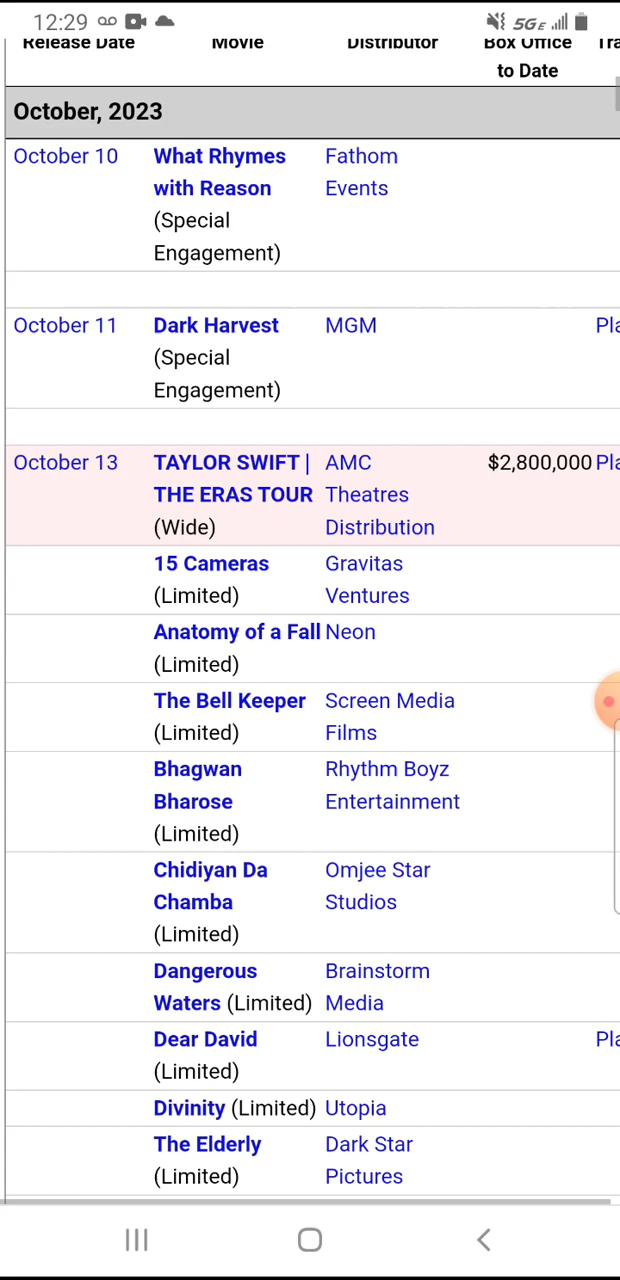 12:29 5GE
Release Date Movie Distributor Box Office
to Date
October, 2023
October 10 What Rhymes Fathom
with Reason Events
(Special
Engagement)
October 11 Dark Harvest MGM Pla
(Special
Engagement)
October 13 TAYLOR SWIFT | AMC $2,800,000 Pla
THE ERAS TOUR Theatres
(Wide) Distribution
15 Cameras Gravitas
(Limited) Ventures
Anatomy of a Fall Neon
(Limited)
The Bell Keeper Screen Media
(Limited) Films
Bhagwan Rhythm Boyz
Bharose Entertainment
(Limited)
Chidiyan Da Omjee Star
Chamba Studios
(Limited)
Dangerous Brainstorm
Waters (Limited) Media
Dear David Lionsgate Pla
(Limited)
Divinity (Limited) Utopia
The Elderly Dark Star
(Limited) Pictures